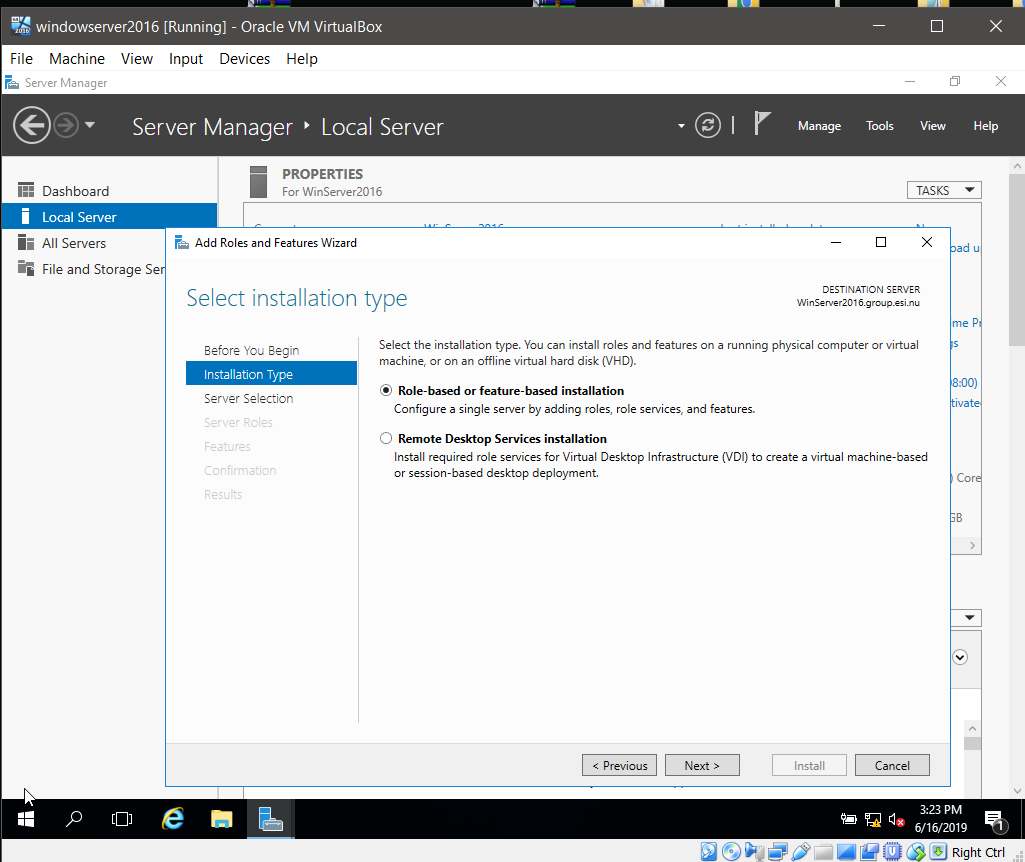 windowserver2016 [Running] - Oracle VM VirtualBox
File Machine View Input Devices Help
Server Manager
Server Manager ‣ Local Server
Manage Tools View Help
Dashboard
Local Server
All Servers
File and Storage Ser
PROPERTIES
For WinServer2016
TASKS
Add Roles and Features Wizard
Select installation type
DESTINATION SERVER
WinServer2016.group.esi.nu
Before You Begin
Installation Type
Server Selection
Server Roles
Features
Confirmation
Results
Select the installation type. You can install roles and features on a running physical computer or virtual
machine, or on an offline virtual hard disk (VHD).
Role-based or feature-based installation
Configure a single server by adding roles, role services, and features.
Remote Desktop Services installation
Install required role services for Virtual Desktop Infrastructure (VDI) to create a virtual machine-based
or session-based desktop deployment.
< Previous
Next >
Install
Cancel
oad u
me Pr
gs
08:00)
tivate
) Core
GB
3:23 PM
6/16/2019
1
Right Ctrl